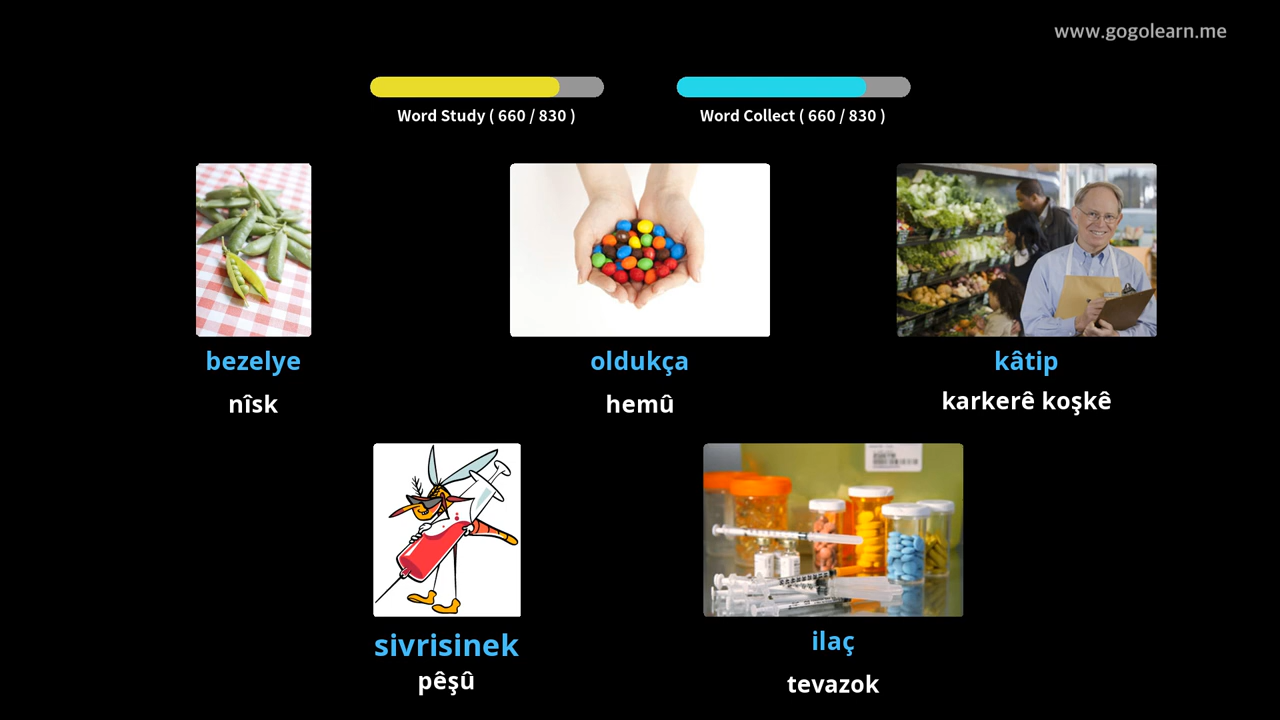 www.gogolearn.me
Word Study ( 660 / 830 )
Word Collect ( 660 / 830 )
bezelye
oldukça
kâtip
nîsk
hemû
karkerê koşkê
sivrisinek
ilaç
pêşû
tevazok